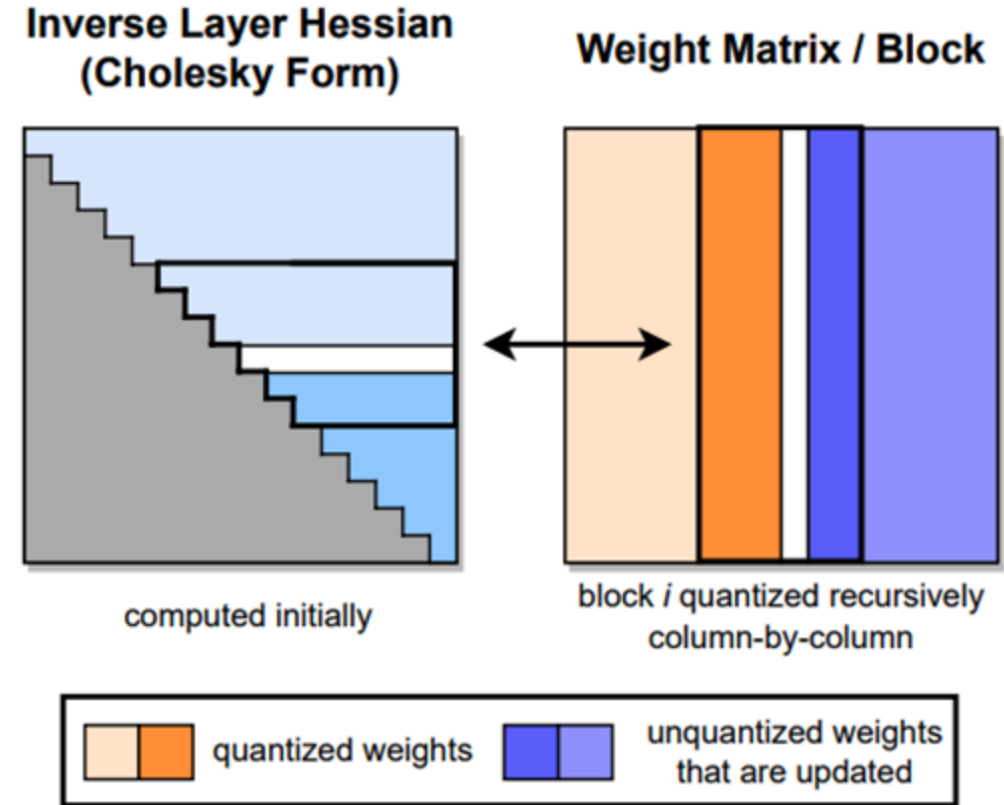 Inverse Layer Hessian
(Cholesky Form)
Weight Matrix / Block
computed initially
block i quantized recursively
column-by-column
quantized weights
unquantized weights
that are updated